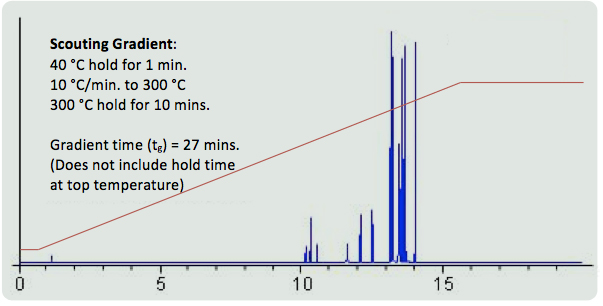 Scouting Gradient:
40 °C hold for 1 min.
10 °C/min. to 300 °C
300 °C hold for 10 mins.
Gradient time (tg) = 27 mins.
(Does not include hold time
at top temperature)
0 5 10 15